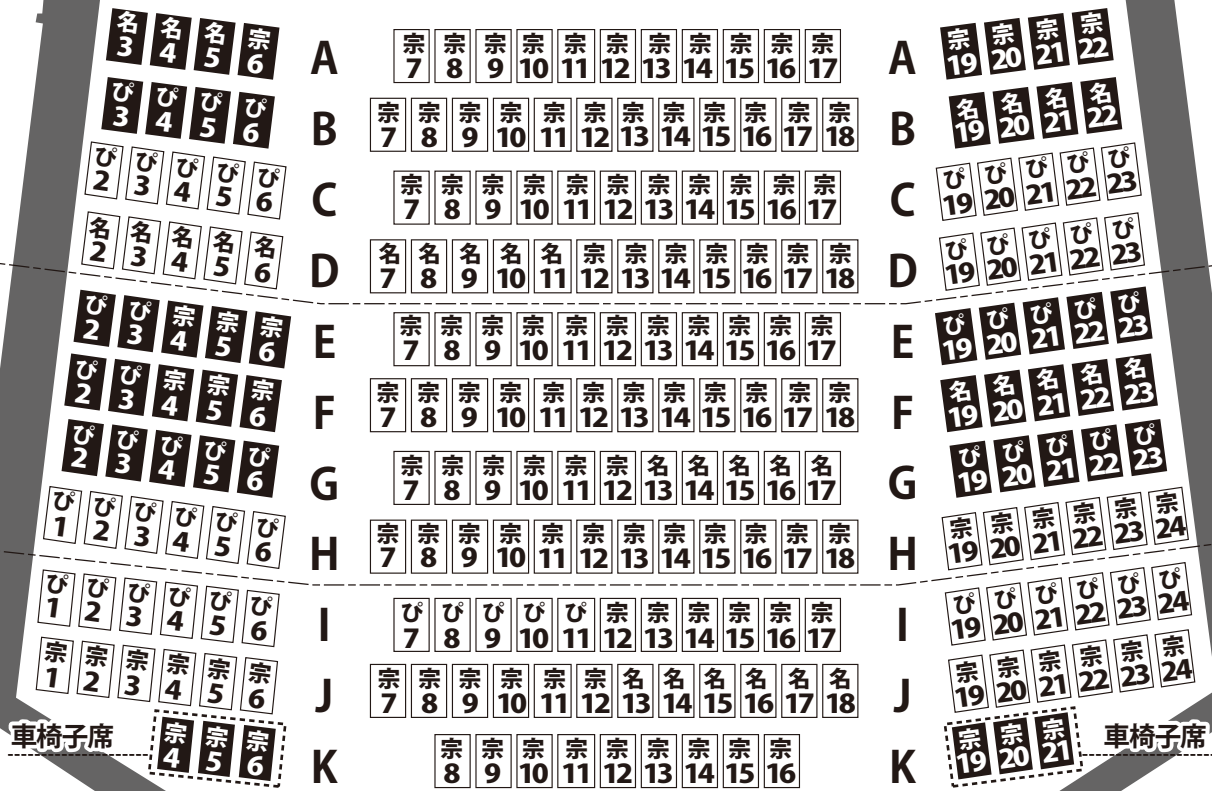 名3 名4 名5 宗6 A 宗7 宗8 宗9 宗10 宗11 宗12 宗13 宗14 宗15 宗16 宗17 A 宗19 宗20 宗21 宗22
ぴ3 ぴ4 ぴ5 ぴ6 B 宗7 宗8 宗9 宗10 宗11 宗12 宗13 宗14 宗15 宗16 宗17 宗18 B 名19 名20 名21 名22
ぴ2 ぴ3 ぴ4 ぴ5 ぴ6 C 宗7 宗8 宗9 宗10 宗11 宗12 宗13 宗14 宗15 宗16 宗17 C ぴ19 ぴ20 ぴ21 ぴ22 ぴ23
名2 名3 名4 名5 名6 D 名7 名8 名9 名10 名11 宗12 宗13 宗14 宗15 宗16 宗17 宗18 D ぴ19 ぴ20 ぴ21 ぴ22 ぴ23
ぴ2 ぴ3 宗4 宗5 宗6 E 宗7 宗8 宗9 宗10 宗11 宗12 宗13 宗14 宗15 宗16 宗17 E ぴ19 ぴ20 ぴ21 ぴ22 ぴ23
ぴ2 ぴ3 宗4 宗5 宗6 F 宗7 宗8 宗9 宗10 宗11 宗12 宗13 宗14 宗15 宗16 宗17 宗18 F 名19 名20 名21 名22 名23
ぴ2 ぴ3 ぴ4 ぴ5 ぴ6 G 宗7 宗8 宗9 宗10 宗11 宗12 名13 名14 名15 名16 名17 G ぴ19 ぴ20 ぴ21 ぴ22 ぴ23
ぴ1 ぴ2 ぴ3 ぴ4 ぴ5 ぴ6 H 宗7 宗8 宗9 宗10 宗11 宗12 宗13 宗14 宗15 宗16 宗17 宗18 H 宗19 宗20 宗21 宗22 宗23 宗24
ぴ1 ぴ2 ぴ3 ぴ4 ぴ5 ぴ6 I ぴ7 ぴ8 ぴ9 ぴ10 ぴ11 宗12 宗13 宗14 宗15 宗16 宗17 I ぴ19 ぴ20 ぴ21 ぴ22 ぴ23 ぴ24
宗1 宗2 宗3 宗4 宗5 宗6 J 宗7 宗8 宗9 宗10 宗11 宗12 名13 名14 名15 名16 名17 名18 J 宗19 宗20 宗21 宗22 宗23 宗24
車椅子席 宗4 宗5 宗6 K 宗8 宗9 宗10 宗11 宗12 宗13 宗14 宗15 宗16 K 宗19 宗20 宗21 車椅子席